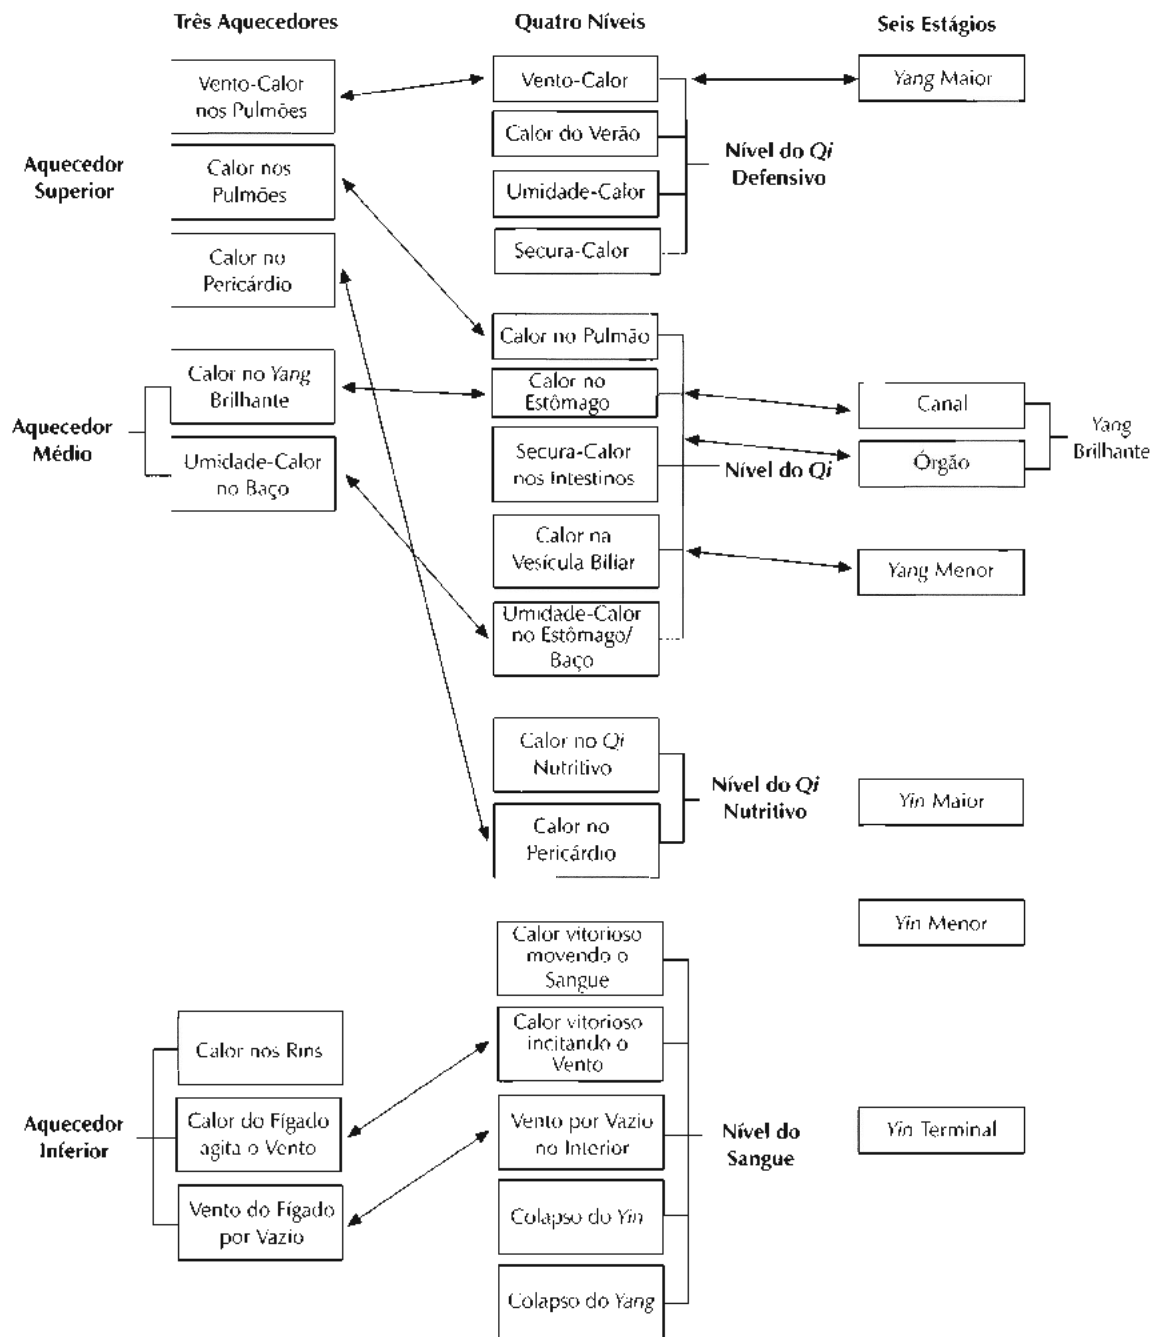 Três Aquecedores
Quatro Níveis
Seis Estágios
Vento-Calor
nos Pulmões
Vento-Calor
Yang Maior
Calor do Verão
Nível do Qi
Defensivo
Aquecedor
Superior
Calor nos
Pulmões
Umidade-Calor
Calor no
Pericárdio
Secura-Calor
Calor no Pulmão
Calor no Yang
Brilhante
Calor no
Estômago
Canal
Aquecedor
Médio
Yang
Brilhante
Umidade-Calor
no Baço
Secura-Calor
nos Intestinos
Nível do Qi
Órgão
Calor na
Vesícula Biliar
Yang Menor
Umidade-Calor
no Estômago/
Baço
Calor no Qi
Nutritivo
Nível do Qi
Nutritivo
Yin Maior
Calor no
Pericárdio
Yin Menor
Calor vitorioso
movendo o
Sangue
Calor nos Rins
Calor vitorioso
incitando o
Vento
Aquecedor
Inferior
Calor do Fígado
agita o Vento
Vento por Vazio
no Interior
Nível do
Sangue
Yin Terminal
Vento do Fígado
por Vazio
Colapso do Yin
Colapso do Yang